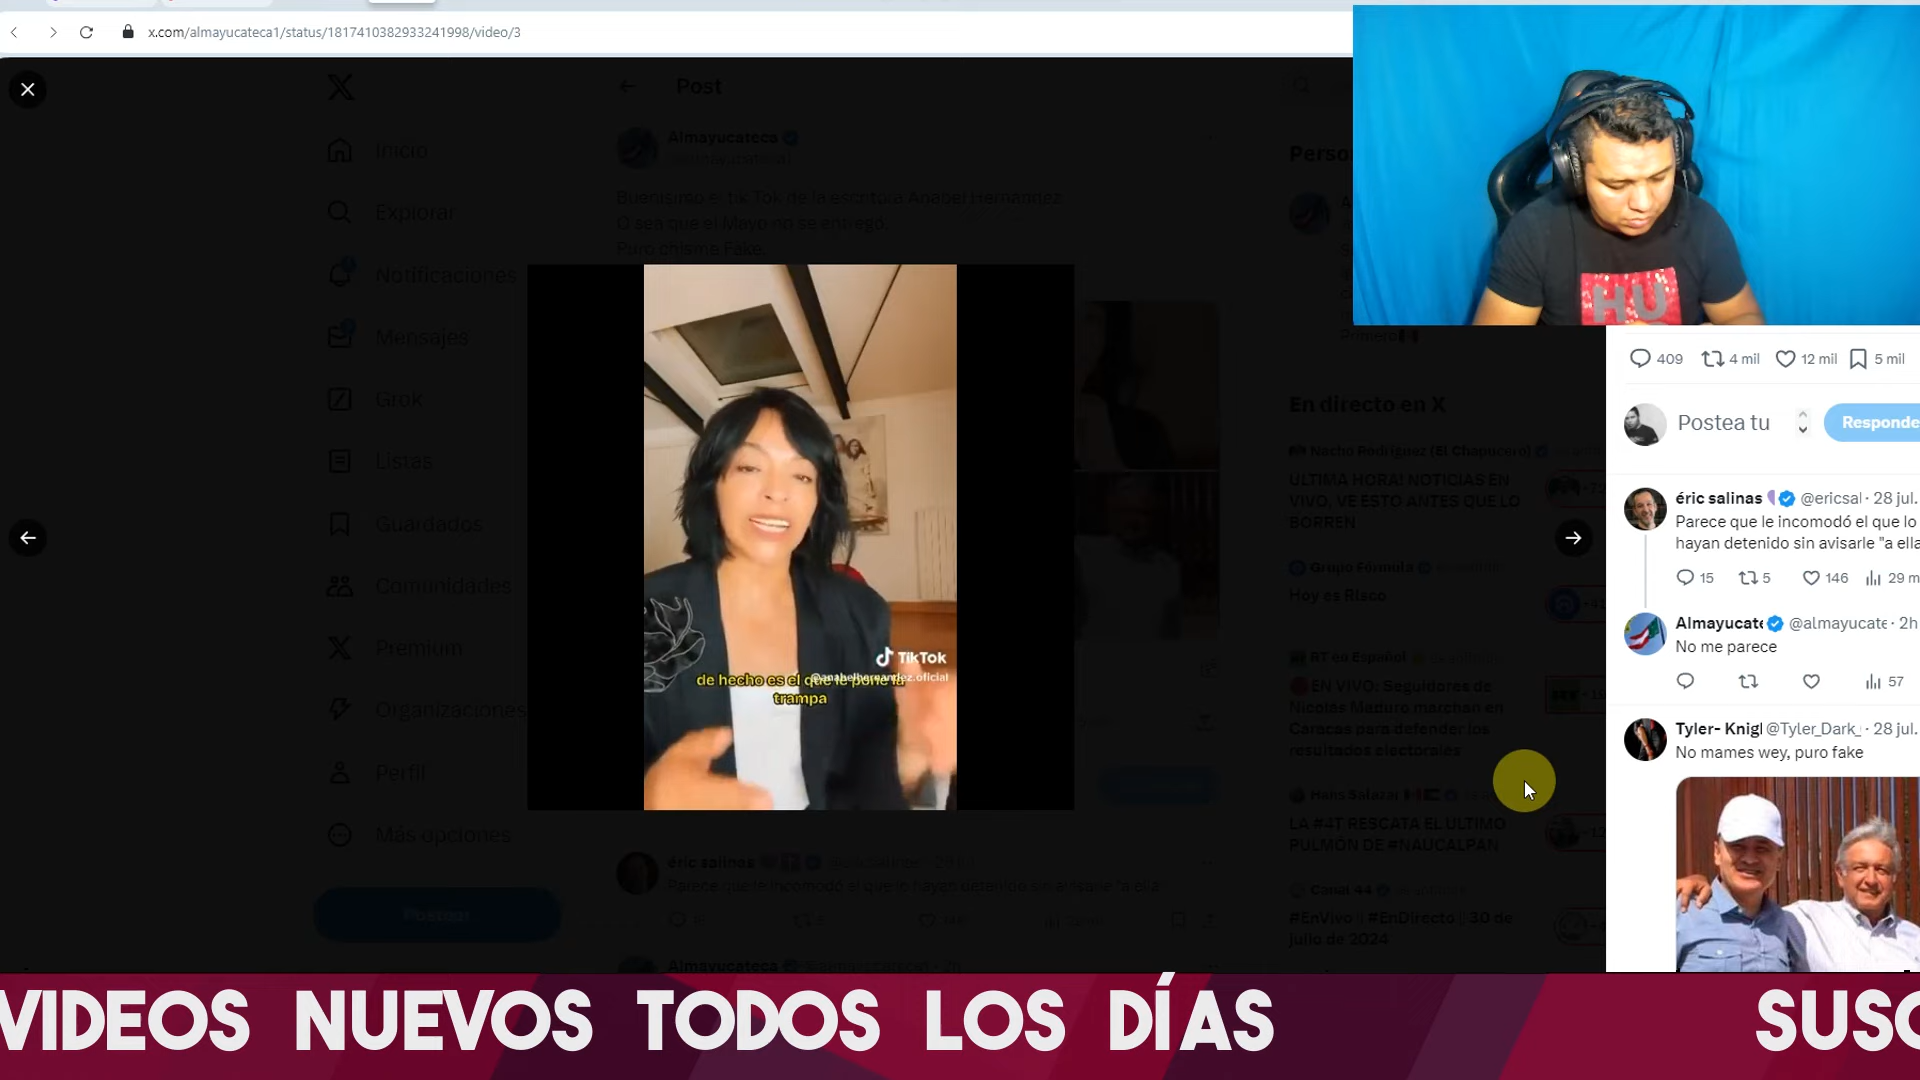 x.com/almayucateca1/status/1817410382933241998/video/3
Post
Inicio
Explorar
Notificaciones
Mensajes
Grok
Listas
Guardados
Comunidades
Premium
Organizaciones
Perfil
Más opciones
Postear
Almayucateca
Buenísimo el tik Tok de la escritora Anabel Hernández
O sea que el Mayo no se entregó.
Puro chisma Fake.
TikTok
@anabelhernandez.oficial
de hecho es el que le pone la
trampa
éric salinas
Parece que le incomodó el que lo hayan detenido sin avisarle "a ella
Almayucateca
Perso
En directo en X
Nacho Rodríguez (El Chapucero)
ÚLTIMA HORA! NOTICIAS EN
VIVO, VE ESTO ANTES QUE LO
BORREN
Grupo Fórmula
Hoy es Risco
RT en Español
EN VIVO: Seguidores de
Nicolás Maduro marchan en
Caracas para defender los
resultados electorales
Hans Salazar
LA #4T RESCATA EL ÚLTIMO
PULMÓN DE #NAUCALPAN
Canal 44
#EnVivo || #EnDirecto || 30 de
julio de 2024
HU
409 4 mil 12 mil 5 mil
Postea tu
Responde
éric salinas @ericsal · 28 jul.
Parece que le incomodó el que lo
hayan detenido sin avisarle "a ella
15 5 146 29 m
Almayucate @almayucate · 2h
No me parece
57
Tyler- Knigl @Tyler_Dark_ · 28 jul.
No mames wey, puro fake
VIDEOS NUEVOS TODOS LOS DÍAS
SUSC